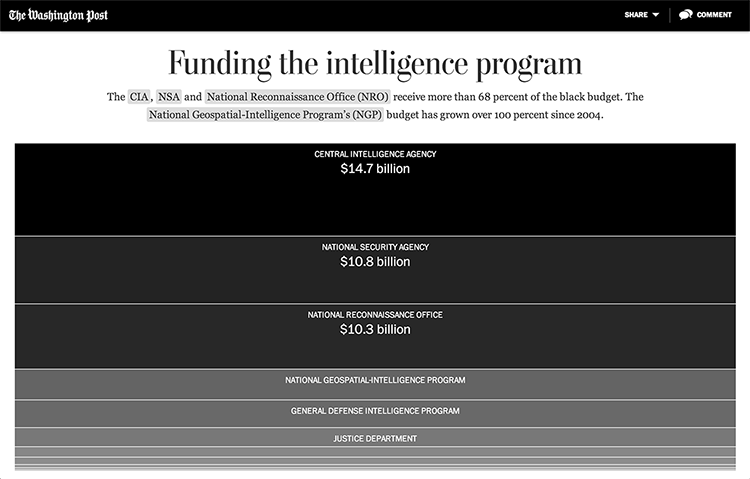 The Washington Post
SHARE
COMMENT
Funding the intelligence program
The CIA, NSA and National Reconnaissance Office (NRO) receive more than 68 percent of the black budget. The
National Geospatial-Intelligence Program's (NGP) budget has grown over 100 percent since 2004.
CENTRAL INTELLIGENCE AGENCY
$14.7 billion
NATIONAL SECURITY AGENCY
$10.8 billion
NATIONAL RECONNAISSANCE OFFICE
$10.3 billion
NATIONAL GEOSPATIAL-INTELLIGENCE PROGRAM
GENERAL DEFENSE INTELLIGENCE PROGRAM
JUSTICE DEPARTMENT